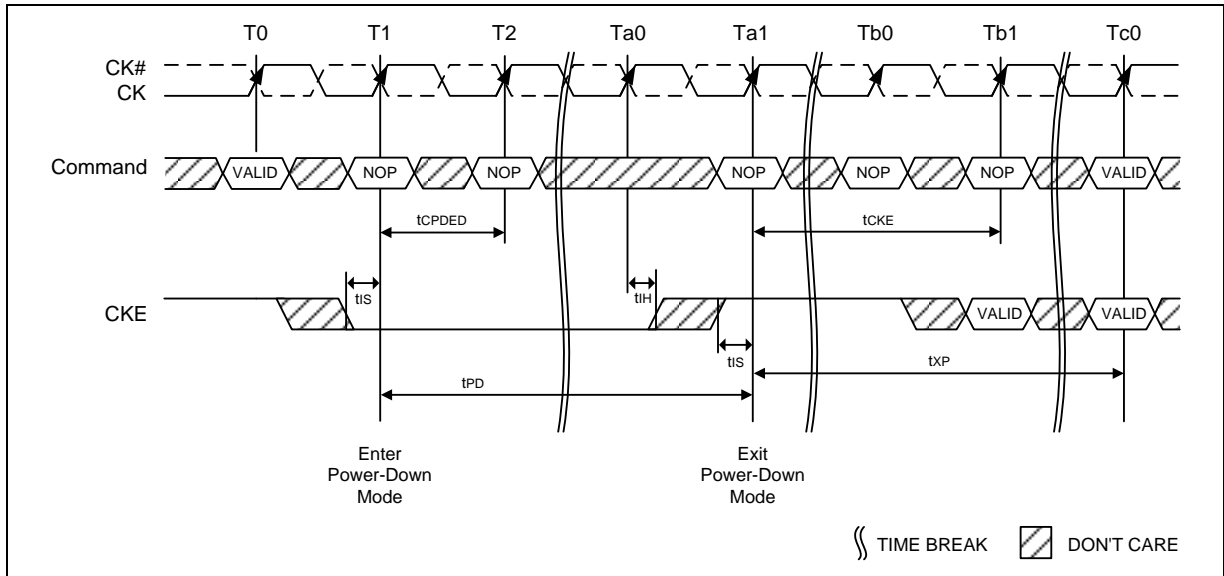 T0 T1 T2 Ta0 Ta1 Tb0 Tb1 Tc0
CK#
CK
Command VALID NOP NOP NOP NOP NOP VALID
tCPDED tCKE
tIS tIH
CKE VALID VALID
tIS
tPD tXP
Enter
Power-Down
Mode
Exit
Power-Down
Mode
TIME BREAK DON'T CARE